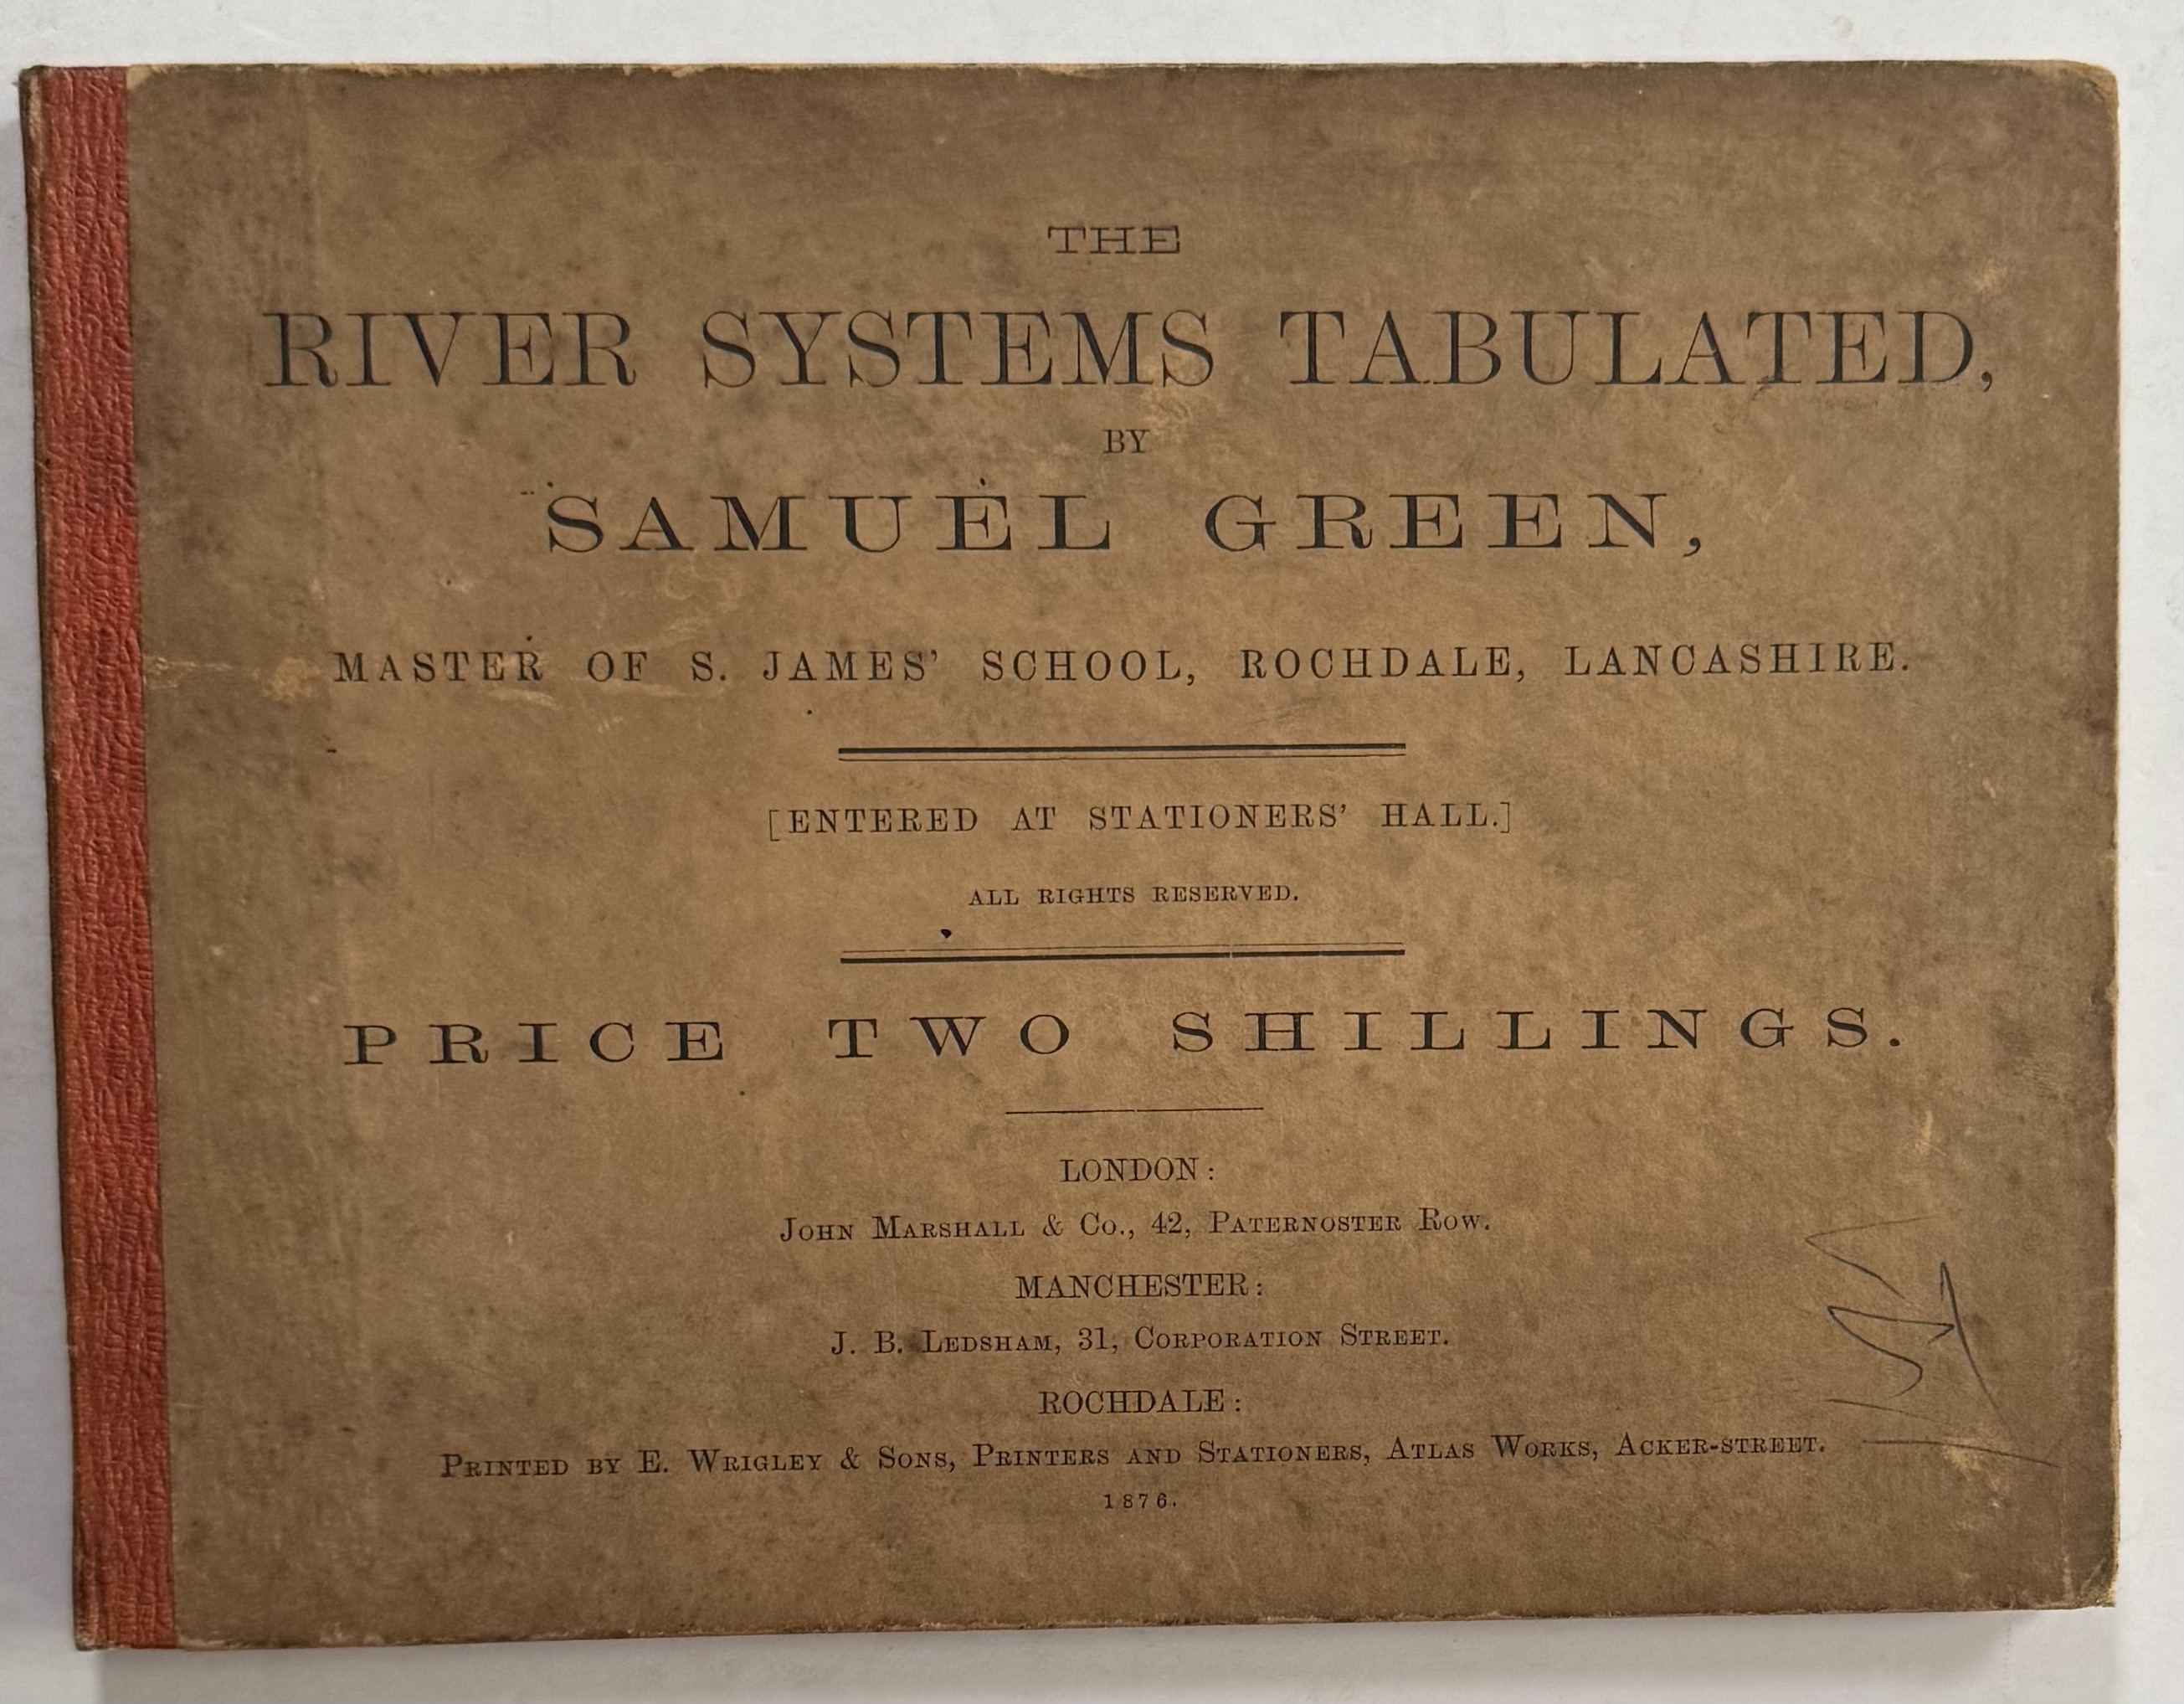 THE
RIVER SYSTEMS TABULATED,
BY
SAMUEL GREEN,
MASTER OF S. JAMES' SCHOOL, ROCHDALE, LANCASHIRE.
[ENTERED AT STATIONERS' HALL.]
ALL RIGHTS RESERVED.
PRICE TWO SHILLINGS.
LONDON:
JOHN MARSHALL & CO., 42, PATERNOSTER ROW.
MANCHESTER:
J. B. LEDSHAM, 31, CORPORATION STREET.
ROCHDALE:
PRINTED BY E. WRIGLEY & SONS, PRINTERS AND STATIONERS, ATLAS WORKS, ACKER-STREET.
1876.